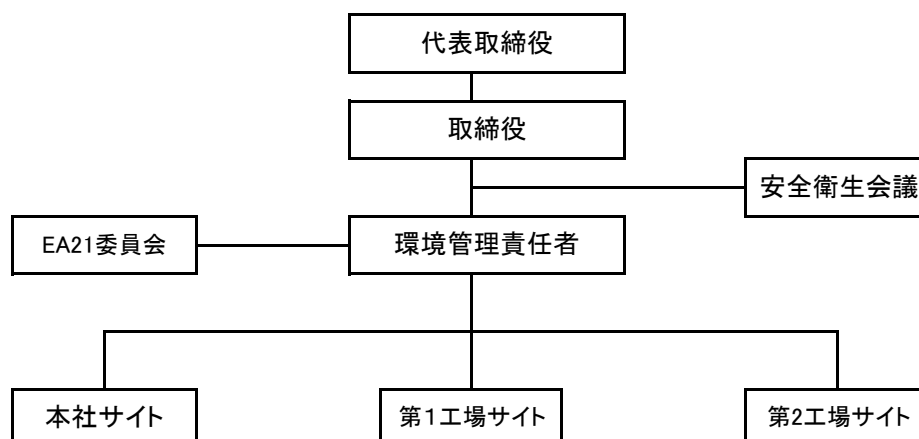 代表取締役
取締役
安全衛生会議
EA21委員会
環境管理責任者
本社サイト
第1工場サイト
第2工場サイト